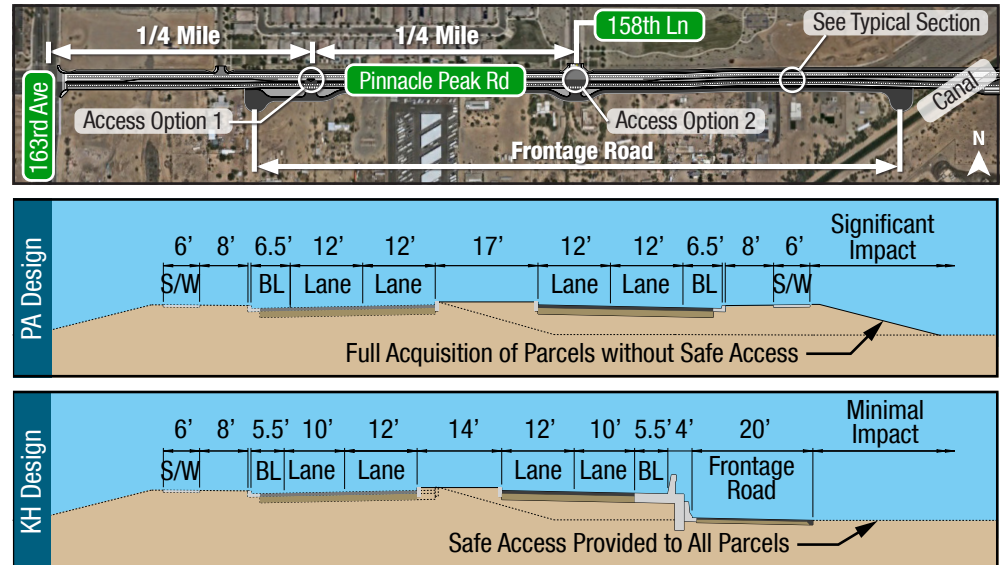 1/4 Mile
1/4 Mile
158th Ln
See Typical Section
163rd Ave
Pinnacle Peak Rd
Access Option 1
Access Option 2
Canal
Frontage Road
N
PA Design
6’ 8’ 6.5’ 12’ 12’ 17’ 12’ 12’ 6.5’ 8’ 6’
Significant
Impact
S/W BL Lane Lane Lane Lane BL S/W
Full Acquisition of Parcels without Safe Access
KH Design
6’ 8’ 5.5’ 10’ 12’ 14’ 12’ 10’ 5.5’ 4’ 20’
Minimal
Impact
S/W BL Lane Lane Lane Lane BL Frontage
Road
Safe Access Provided to All Parcels